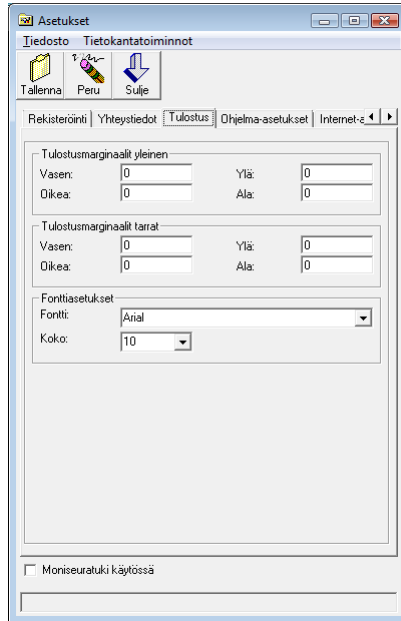 Asetukset
Tiedosto Tietokantatoiminnot
Tallenna Peru Sulje
Rekisteröinti Yhteystiedot Tulostus Ohjelma-asetukset Internet-a
Tulostusmarginaalit yleinen
Vasen: 0 Ylä: 0
Oikea: 0 Ala: 0
Tulostusmarginaalit tarrat
Vasen: 0 Ylä: 0
Oikea: 0 Ala: 0
Fonttiasetukset
Fontti: Arial
Koko: 10
Moniseuratuki käytössä